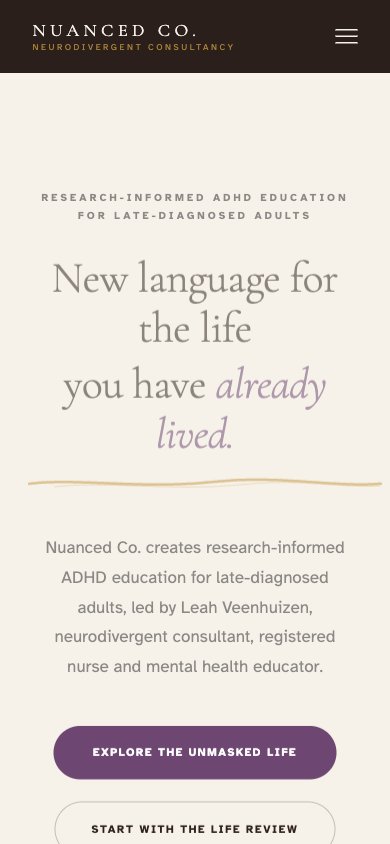 NUANCED CO.
NEURODIVERGENT CONSULTANCY
RESEARCH-INFORMED ADHD EDUCATION
FOR LATE-DIAGNOSED ADULTS
New language for
the life
you have already
lived.
Nuanced Co. creates research-informed
ADHD education for late-diagnosed
adults, led by Leah Veenhuizen,
neurodivergent consultant, registered
nurse and mental health educator.
EXPLORE THE UNMASKED LIFE
START WITH THE LIFE REVIEW